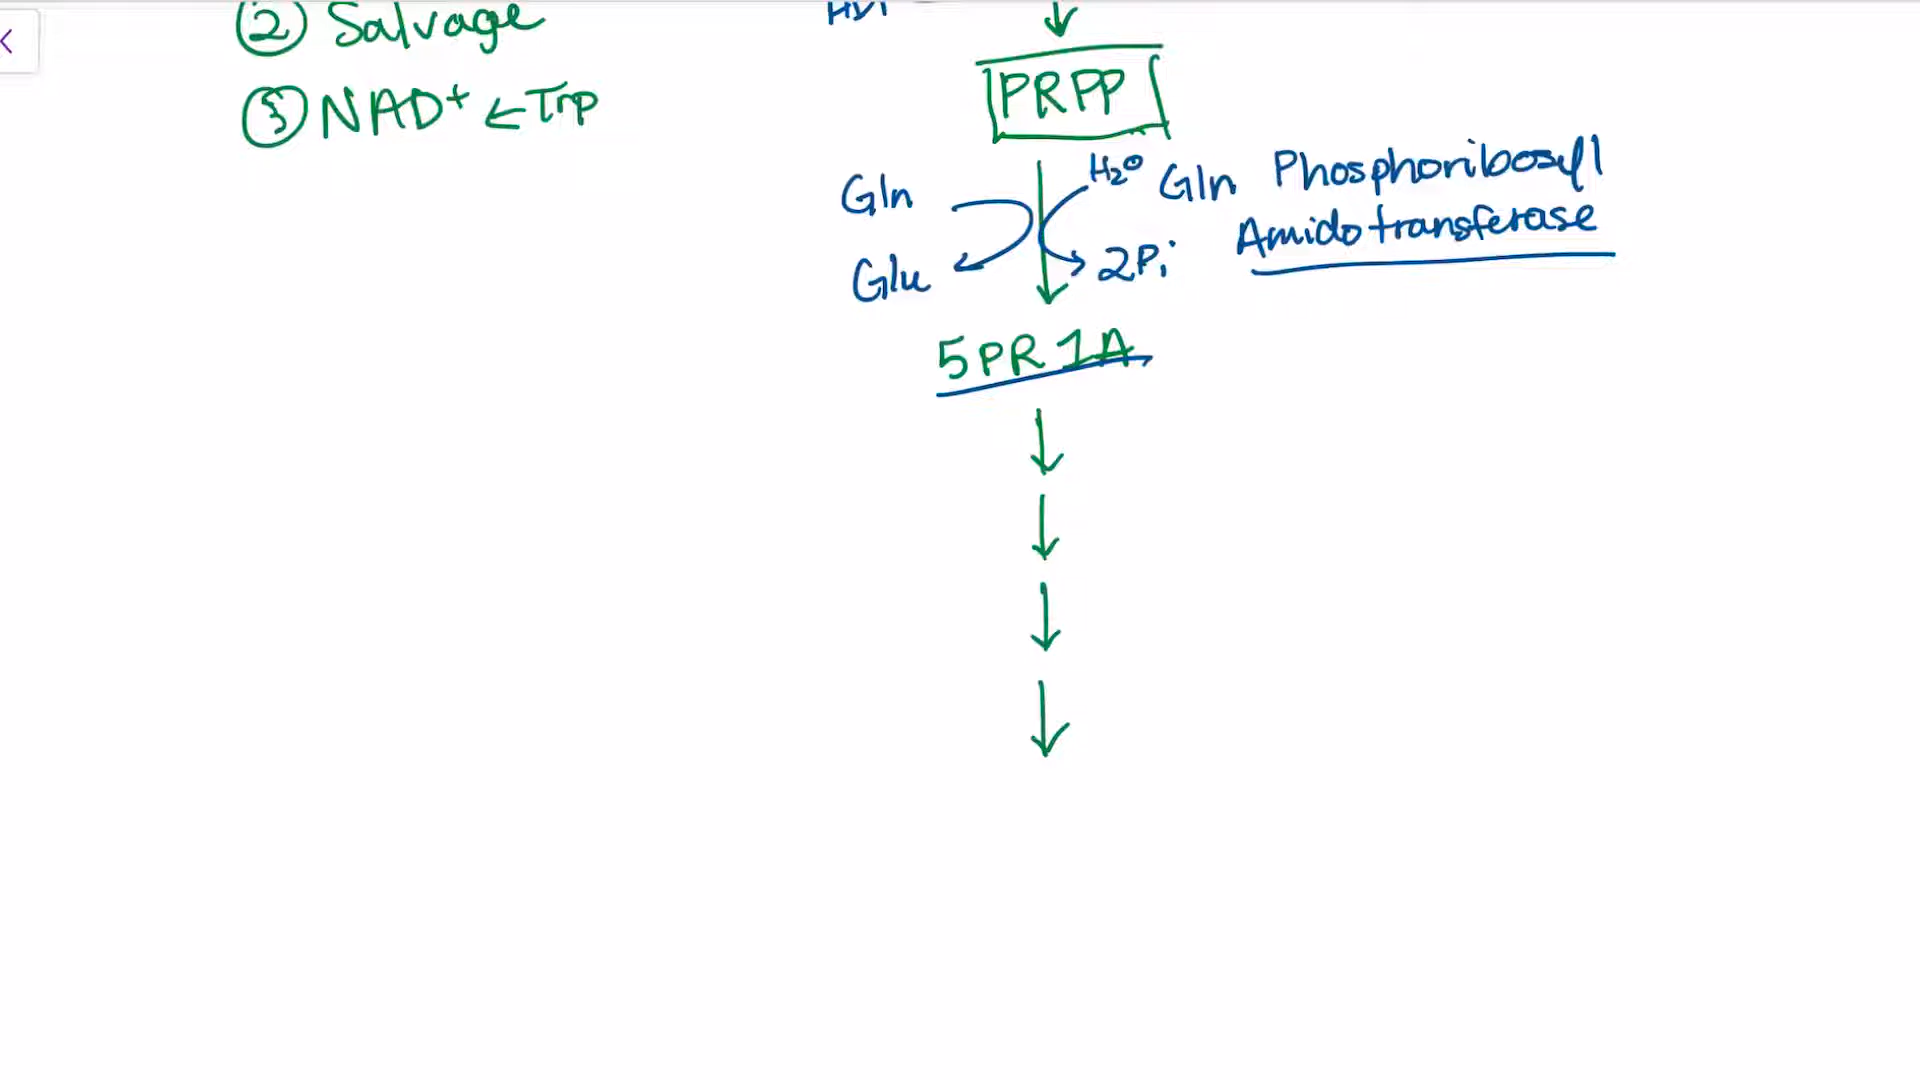 ② Salvage
③ NAD+ ← Trp
PRPP
Gln
H₂O
Gln Phosphoribosyl
Amidotransferase
Glu
2Pi
5PR1A